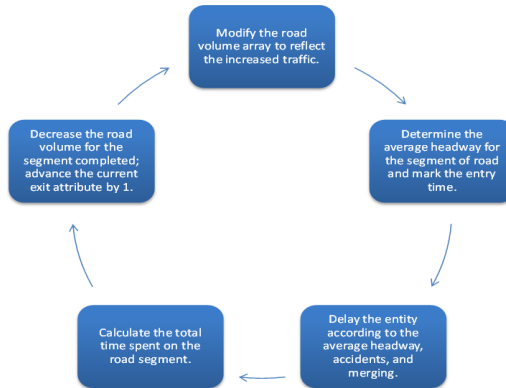 Modify the road
volume array to reflect
the increased traffic.
Determine the
average headway for
the segment of road
and mark the entry
time.
Delay the entity
according to the
average headway,
accidents, and
merging.
Calculate the total
time spent on the
road segment.
Decrease the road
volume for the
segment completed;
advance the current
exit attribute by 1.